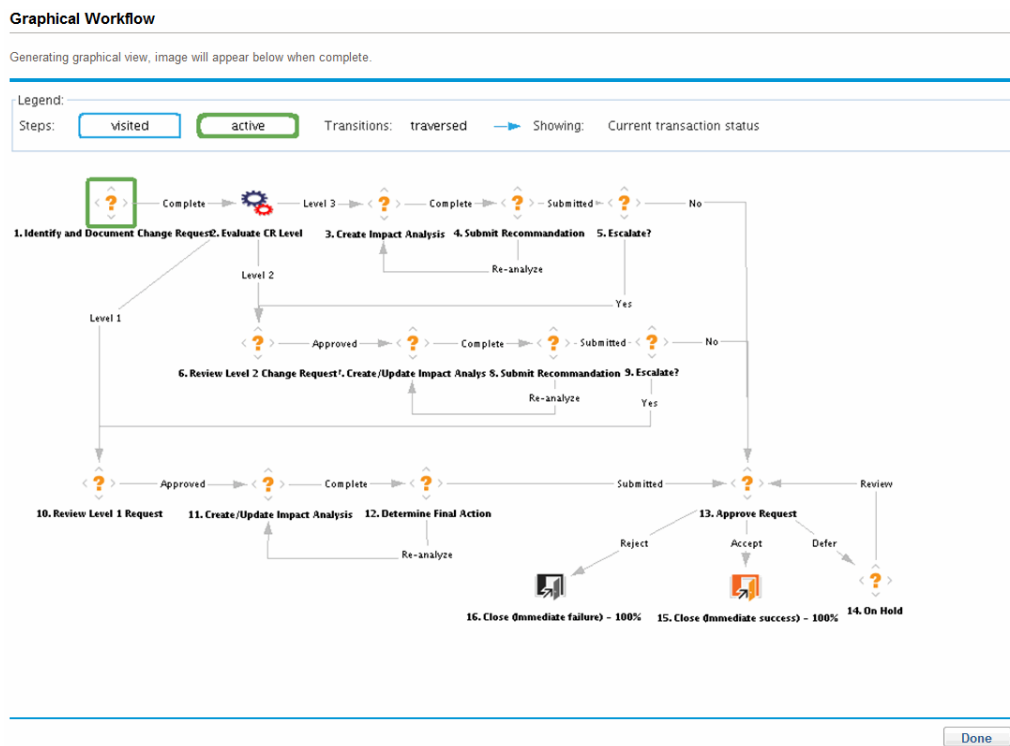 Graphical Workflow
Generating graphical view, image will appear below when complete.
Legend:
Steps: visited active Transitions: traversed Showing: Current transaction status
Complete Level 3 Complete Submitted No
1. Identify and Document Change Request 2. Evaluate CR Level 3. Create Impact Analysis 4. Submit Recommandation 5. Escalate?
Re-analyze
Level 2
Yes
Level 1
Approved Complete Submitted No
6. Review Level 2 Change Request Create/Update Impact Analys 8. Submit Recommandation 9. Escalate?
Re-analyze
Yes
Approved Complete Submitted Review
10. Review Level 1 Request 11. Create/Update Impact Analysis 12. Determine Final Action 13. Approve Request
Reject Accept Defer
Re-analyze
16. Close (Immediate failure) - 100% 15. Close (Immediate success) - 100% 14. On Hold
Done